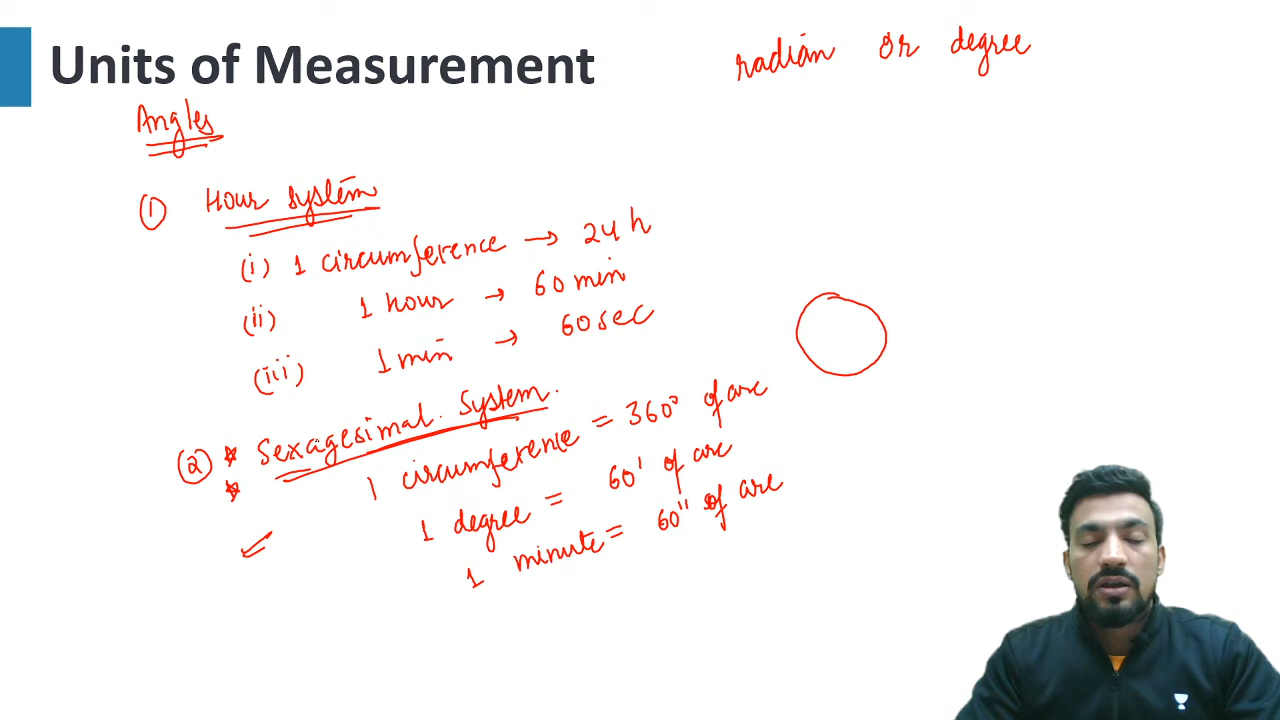 Units of Measurement
radian or degree
Angles
① Hour system
(i) 1 circumference → 24 h
(ii) 1 hour → 60 min
(iii) 1 min → 60 sec
② Sexagesimal System.
1 circumference = 360° of arc
1 degree = 60' of arc
1 minute = 60" of arc